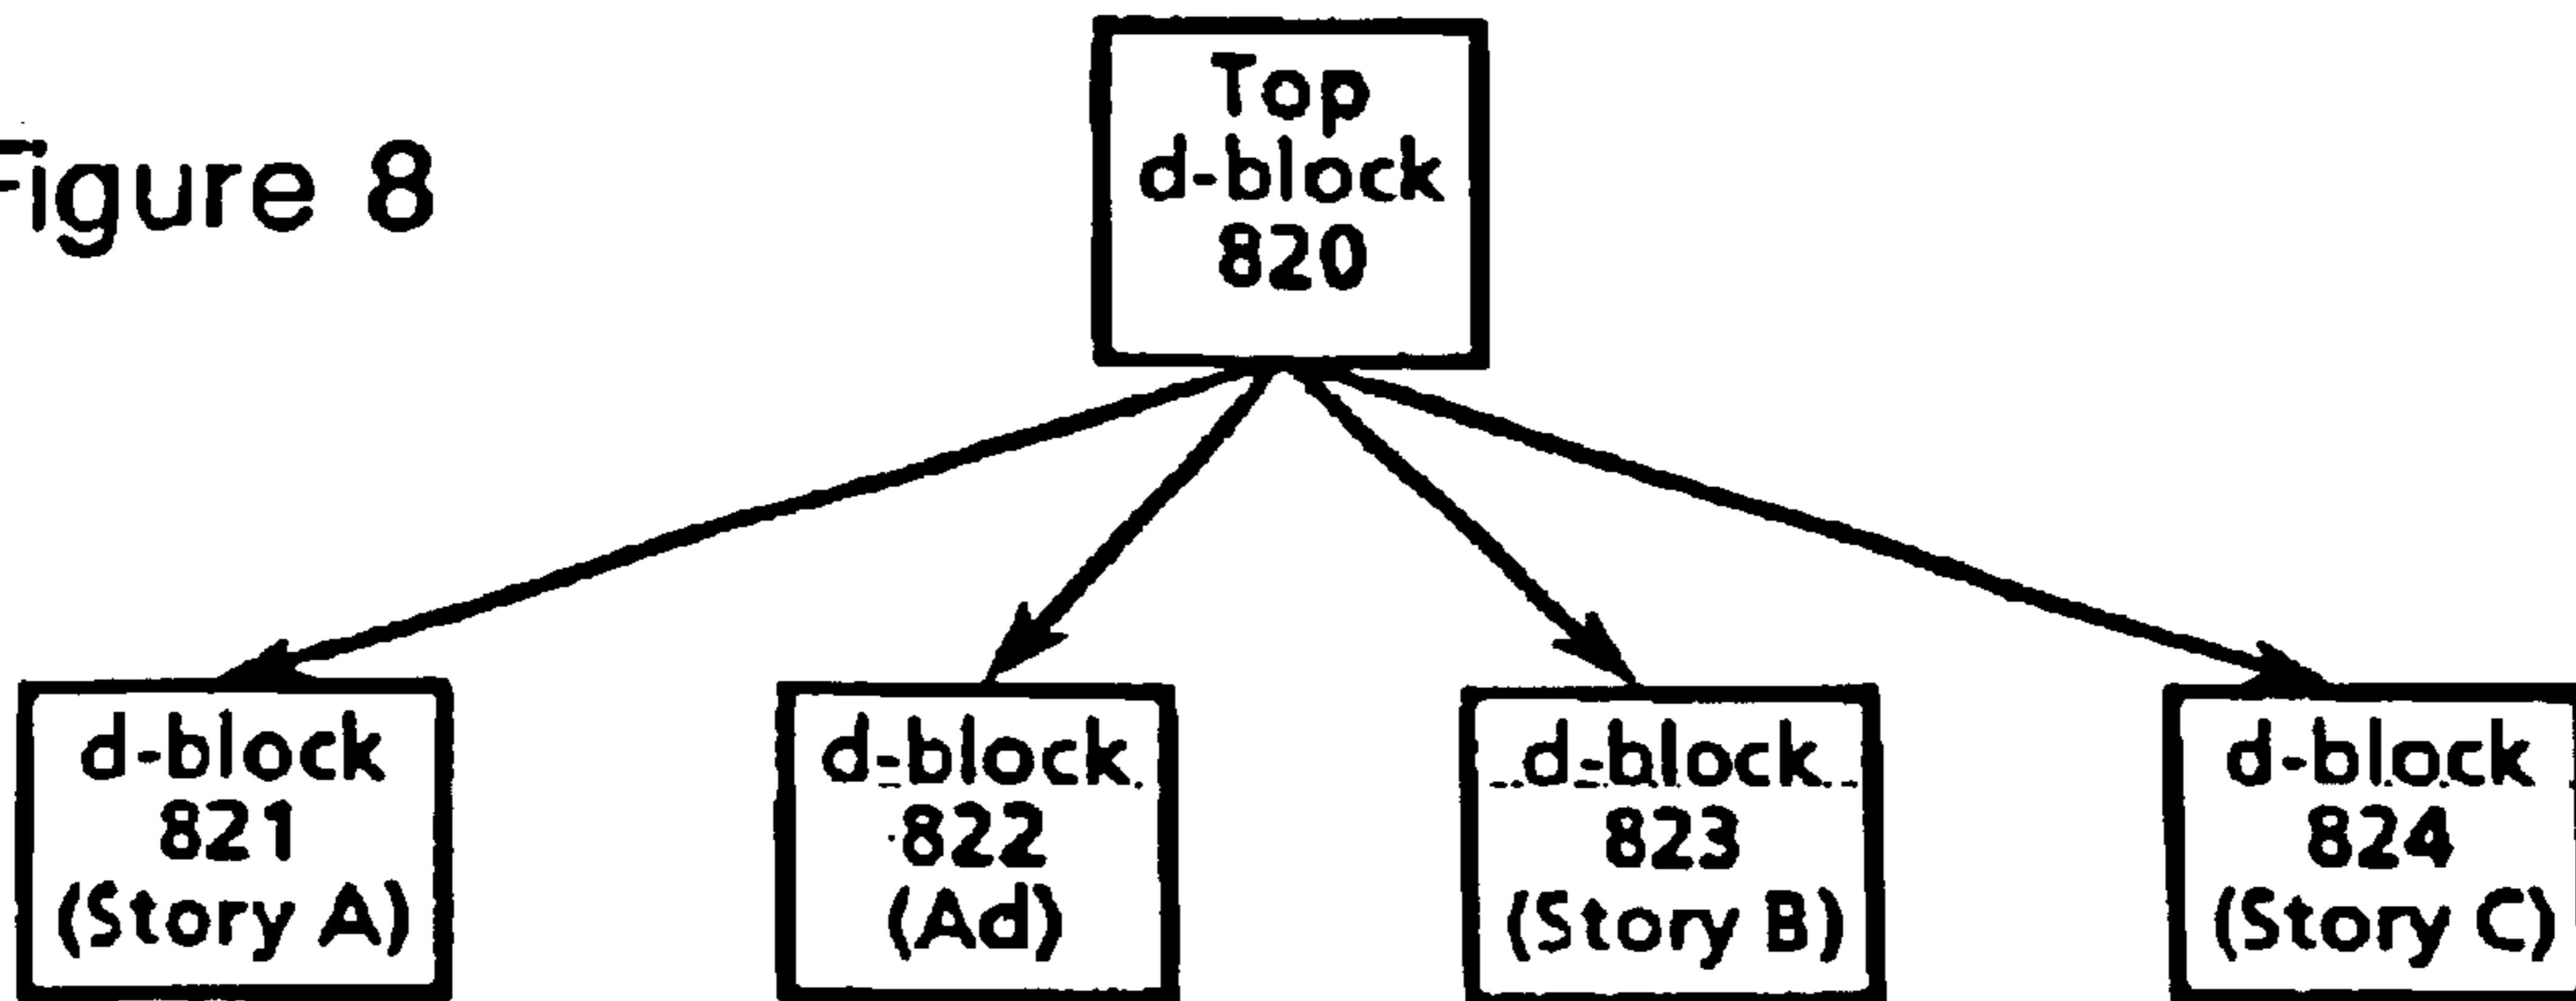 Figure 8
Top
d-block
820
d-block
821
(Story A)
d-block
822
(Ad)
d-block
823
(Story B)
d-block
824
(Story C)